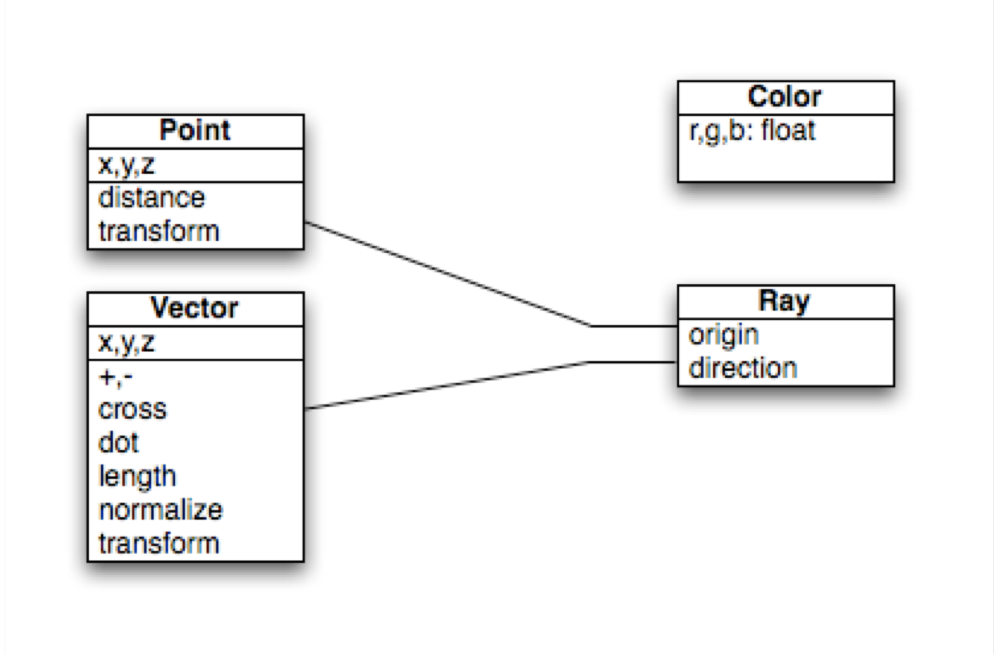 Point
x,y,z
distance
transform
Vector
x,y,z
+,-
cross
dot
length
normalize
transform
Color
r,g,b: float
Ray
origin
direction